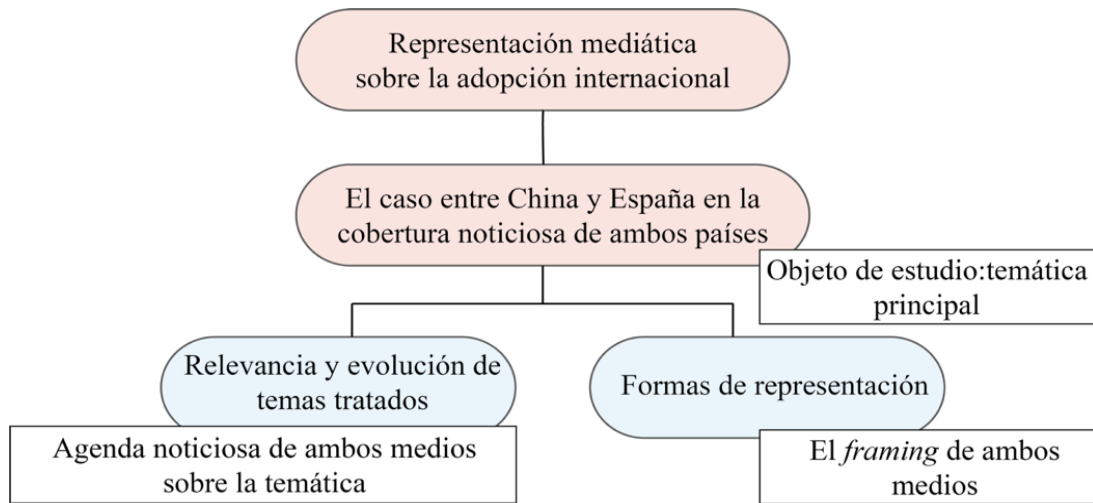 Representación mediática
sobre la adopción internacional
El caso entre China y España en la
cobertura noticiosa de ambos países
Objeto de estudio:temática
principal
Relevancia y evolución de
temas tratados
Agenda noticiosa de ambos medios
sobre la temática
Formas de representación
El framing de ambos
medios